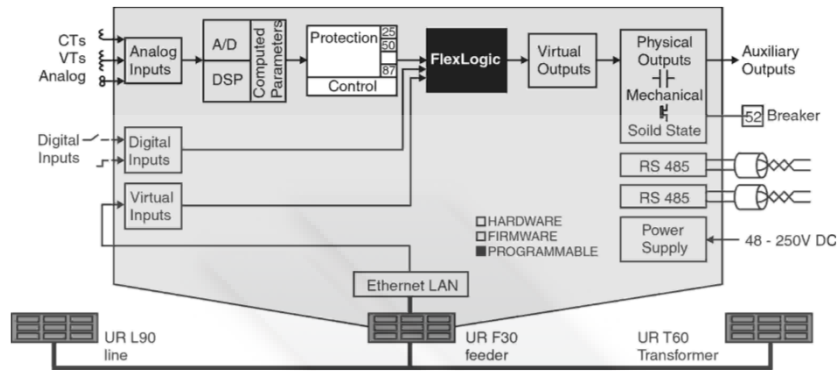 CTs
VTs
Analog
Analog
Inputs
A/D
DSP
Computed
Parameters
Protection
25
50
87
Control
FlexLogic
Virtual
Outputs
Physical
Outputs
Mechanical
Soild State
Auxiliary
Outputs
52 Breaker
Digital
Inputs
Digital
Inputs
Virtual
Inputs
RS 485
RS 485
HARDWARE
FIRMWARE
PROGRAMMABLE
Power
Supply
48 - 250V DC
Ethernet LAN
UR L90
line
UR F30
feeder
UR T60
Transformer